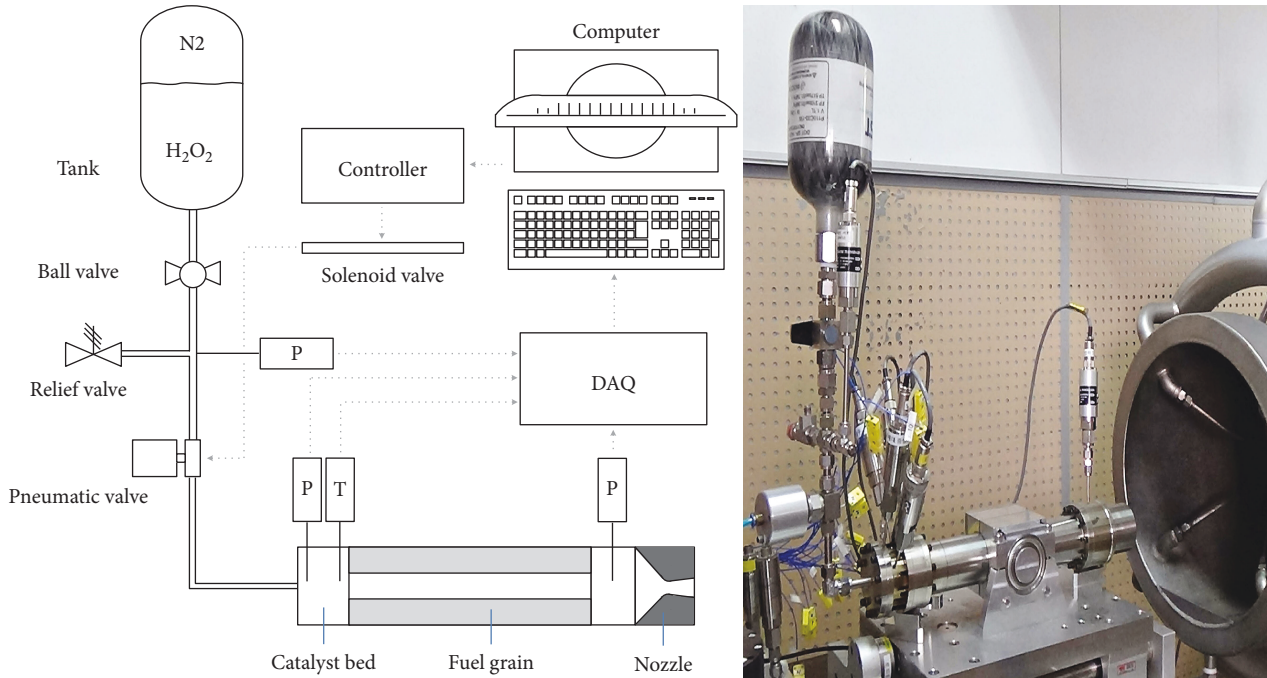 N2
Computer
H₂O₂
Tank
Controller
Ball valve
Solenoid valve
P
DAQ
Relief valve
P
T
P
Pneumatic valve
Catalyst bed
Fuel grain
Nozzle